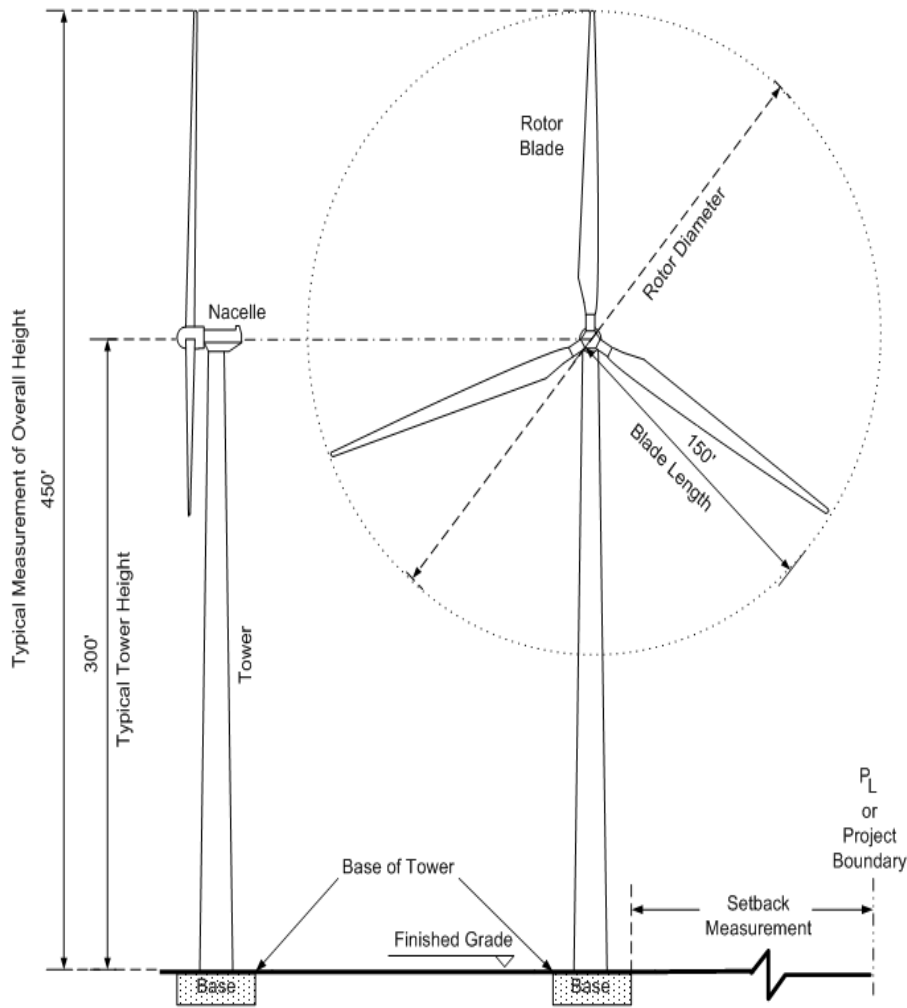 Typical Measurement of Overall Height
450'
300'
Typical Tower Height
Nacelle
Tower
Rotor
Blade
Rotor Diameter
150'
Blade Length
Base of Tower
Finished Grade
Setback
Measurement
PL
or
Project
Boundary
Base
Base